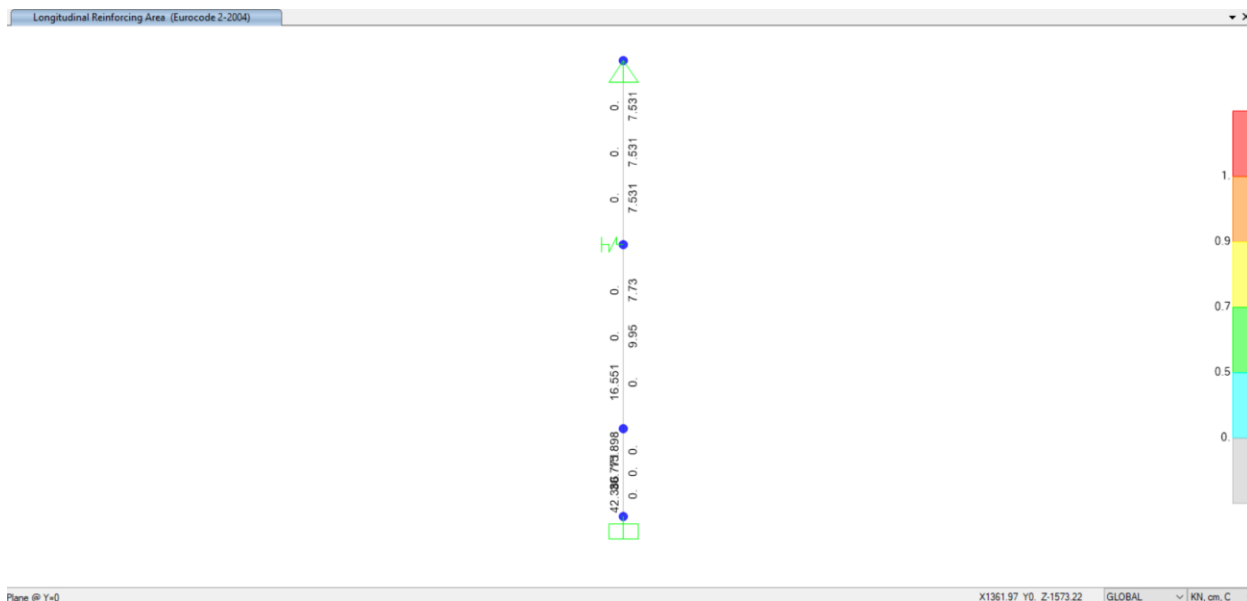 Longitudinal Reinforcing Area (Eurocode 2-2004)
0. 7.531
0. 7.531
0. 7.531
1.
0.9
0. 7.73
0.7
0. 9.95
0.5
16.551 0.
0.
0.
0.
0.
Plane @ Y=0
X1361.97 Y0. Z-1573.22
GLOBAL
KN, cm, C